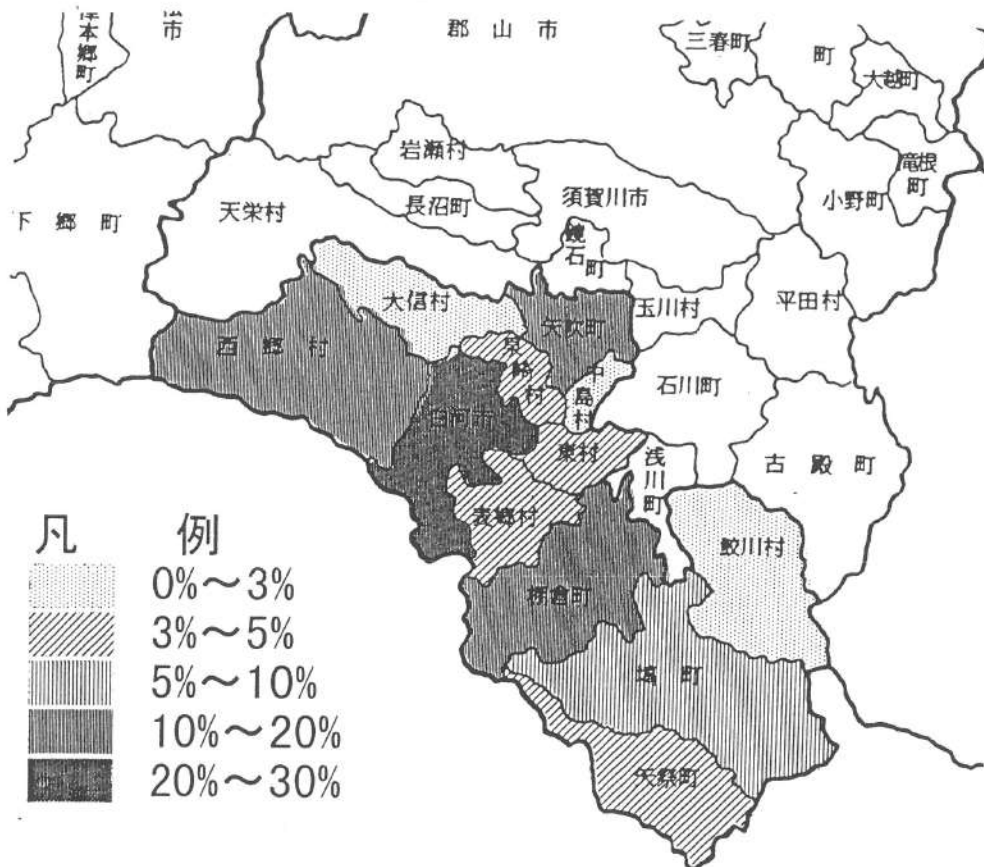 本郷町
市
郡山市
三春町
町
大越町
岩瀬村
滝根町
天栄村
長沼町
須賀川市
小野町
下郷町
鏡石町
大信村
玉川村
平田村
西郷村
矢吹町
泉崎村
中島村
石川町
白河市
東村
浅川町
古殿町
表郷村
鮫川村
棚倉町
塙町
矢祭町
凡例
0%～3%
3%～5%
5%～10%
10%～20%
20%～30%